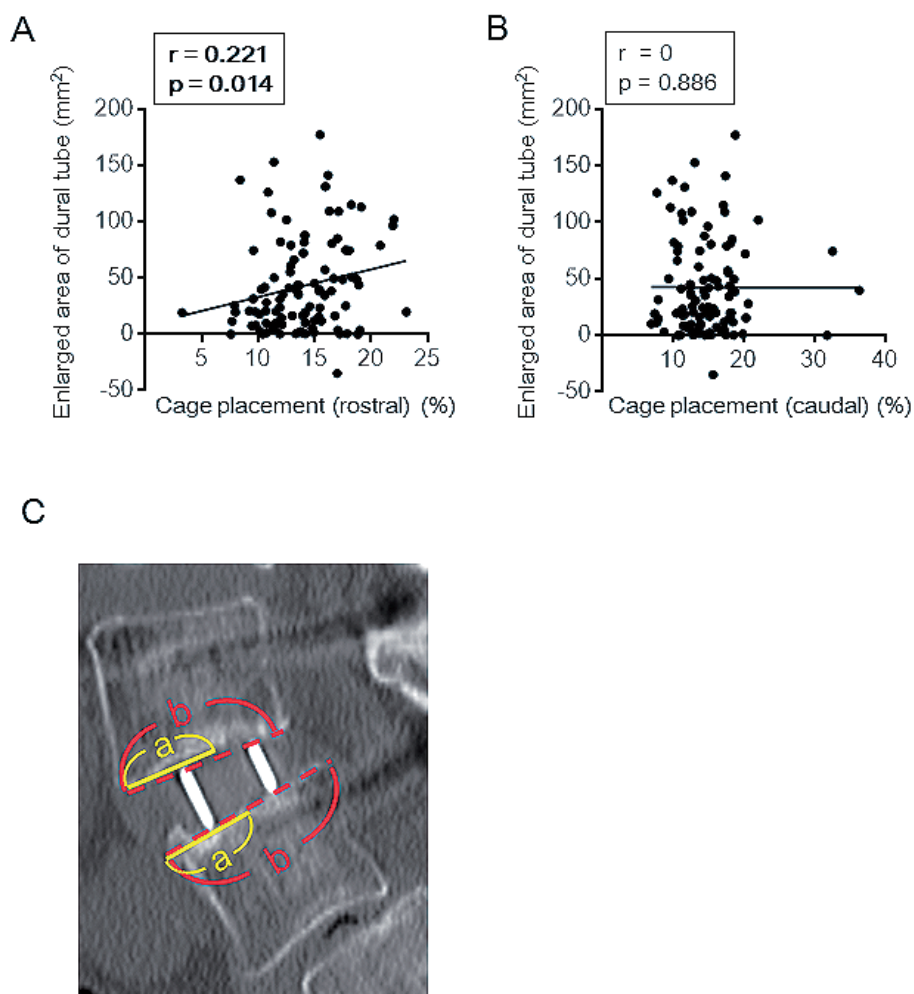 A
r = 0.221
p = 0.014
Enlarged area of dural tube (mm²)
200
150
100
50
0
-50
5 10 15 20 25
Cage placement (rostral) (%)
B
r = 0
p = 0.886
Enlarged area of dural tube (mm²)
200
150
100
50
0
-50
10 20 30 40
Cage placement (caudal) (%)
C
b
a
a
b